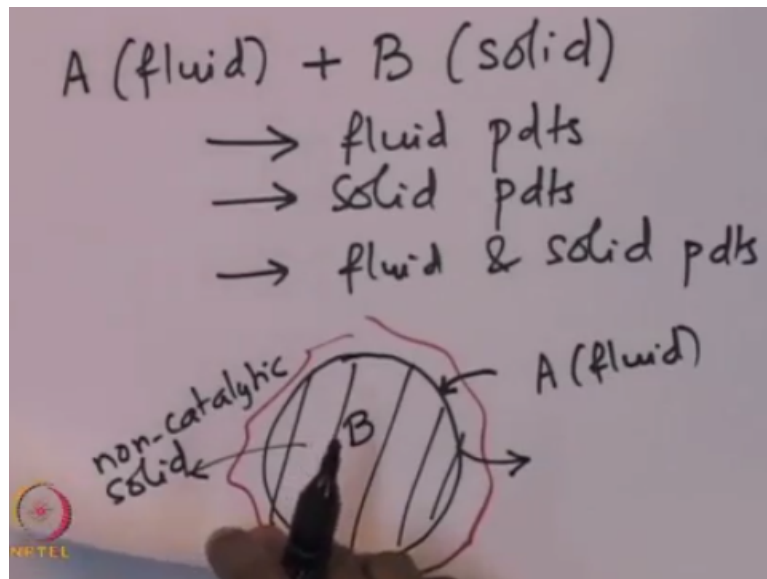 A (fluid) + B (solid)
→ fluid pdts
→ solid pdts
→ fluid & solid pdts
A (fluid)
non-catalytic
solid
B
NPTEL